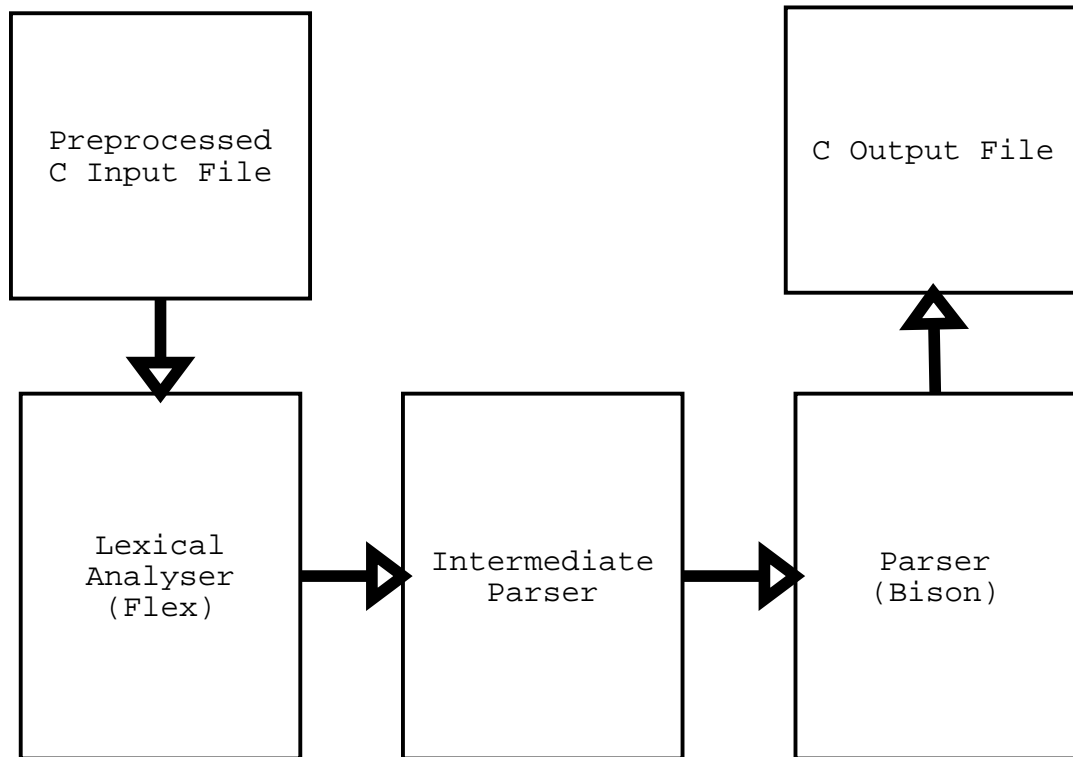 Preprocessed
C Input File
C Output File
Lexical
Analyser
(Flex)
Intermediate
Parser
Parser
(Bison)